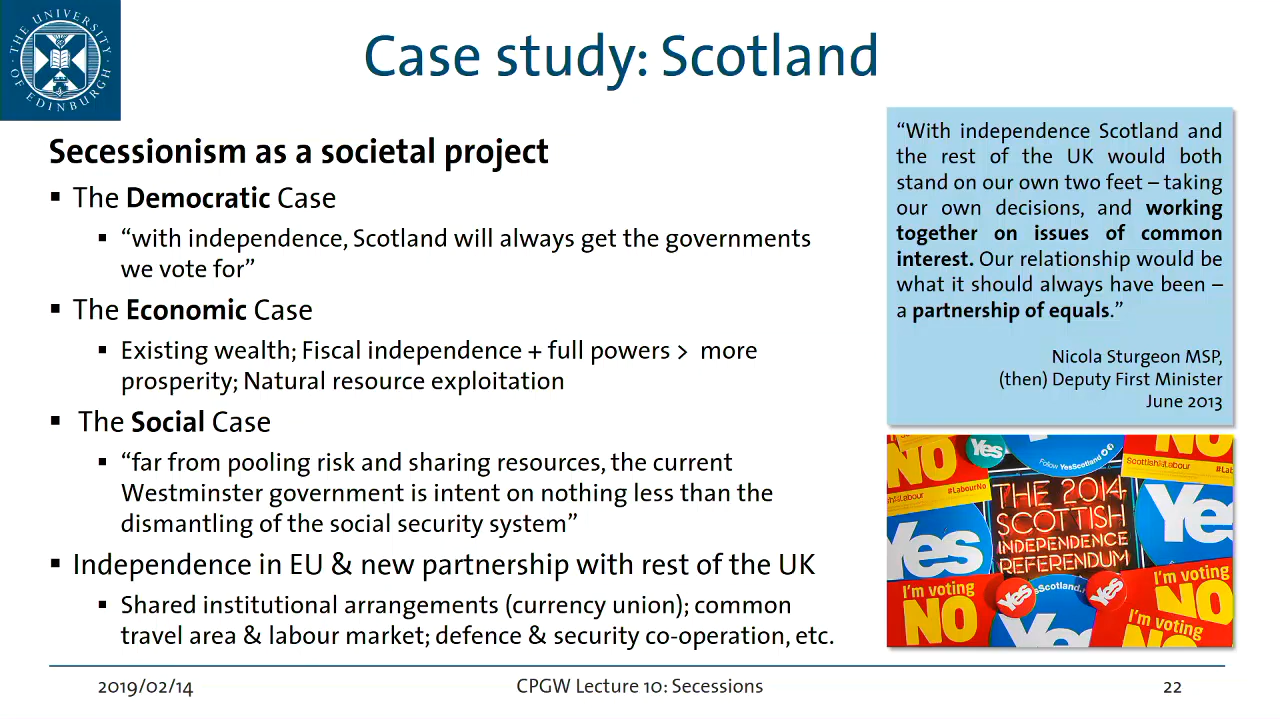 THE UNIVERSITY OF EDINBURGH
Case study: Scotland
Secessionism as a societal project
▪ The Democratic Case
▪ “with independence, Scotland will always get the governments
we vote for”
▪ The Economic Case
▪ Existing wealth; Fiscal independence + full powers > more
prosperity; Natural resource exploitation
▪ The Social Case
▪ “far from pooling risk and sharing resources, the current
Westminster government is intent on nothing less than the
dismantling of the social security system”
▪ Independence in EU & new partnership with rest of the UK
▪ Shared institutional arrangements (currency union); common
travel area & labour market; defence & security co-operation, etc.
“With independence Scotland and
the rest of the UK would both
stand on our own two feet – taking
our own decisions, and working
together on issues of common
interest. Our relationship would be
what it should always have been –
a partnership of equals.”
Nicola Sturgeon MSP,
(then) Deputy First Minister
June 2013
NO
Yes
Follow YesScotland
NO
#LabourNo
ScottishLabour
Yes
THE 2014
SCOTTISH
INDEPENDENCE
REFERENDUM
Yes
I'm voting
NO
Yes
Yes
Yes
I'm voting
NO
I'm voting
NO
2019/02/14
CPGW Lecture 10: Secessions
22